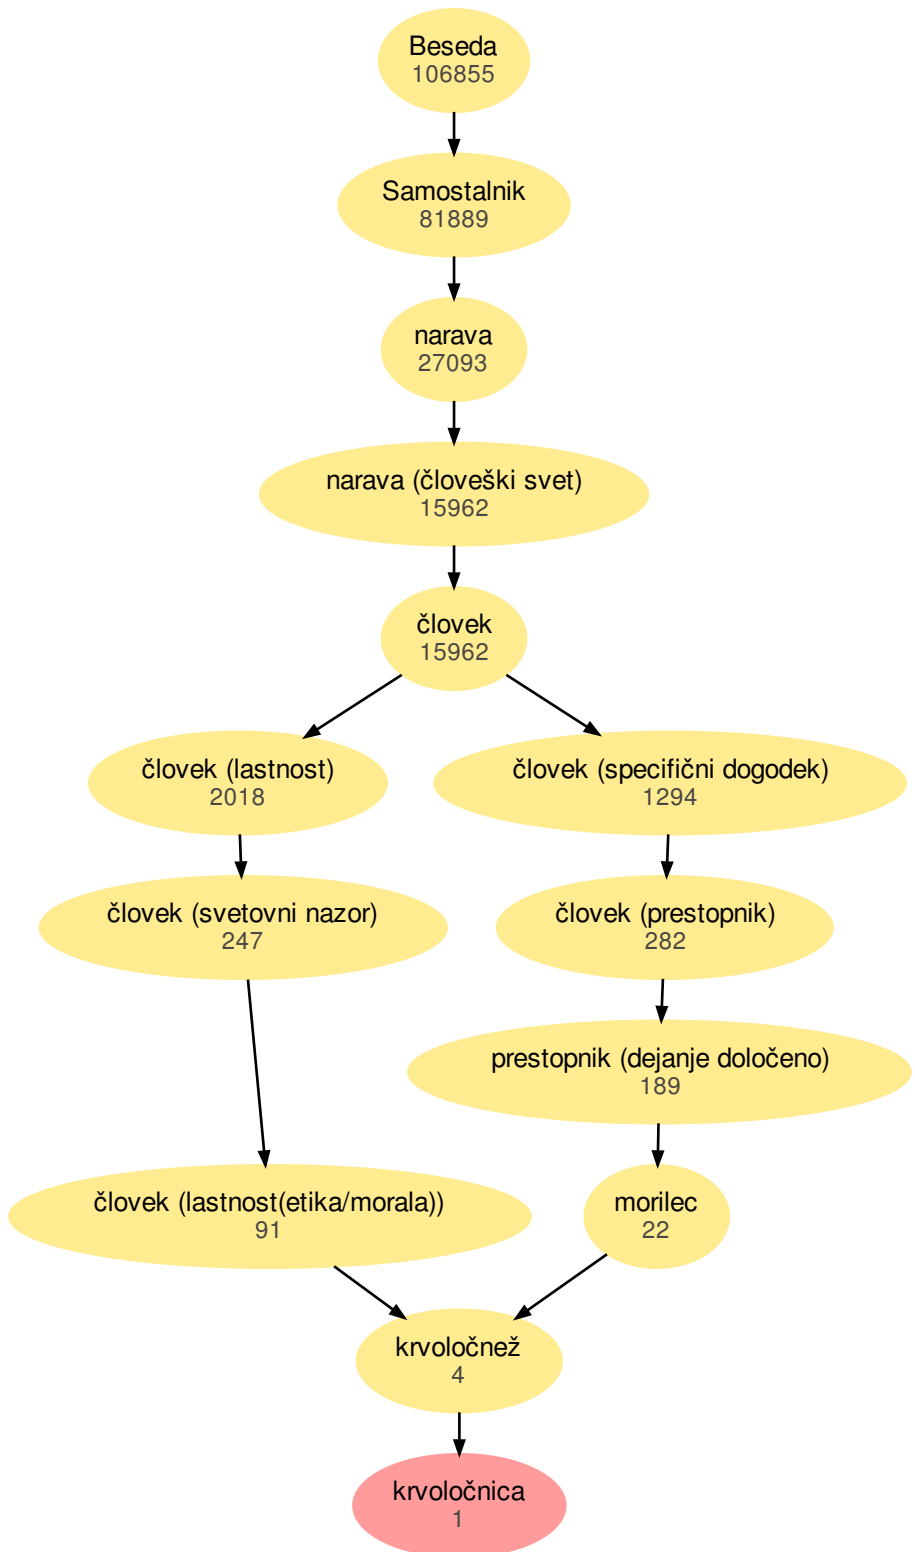 Beseda
106855
Samostalnik
81889
narava
27093
narava (človeški svet)
15962
človek
15962
človek (lastnost)
2018
človek (specifični dogodek)
1294
človek (svetovni nazor)
247
človek (prestopnik)
282
prestopnik (dejanje določeno)
189
človek (lastnost(etika/morala))
91
morilec
22
krvoločnež
4
krvoločnica
1